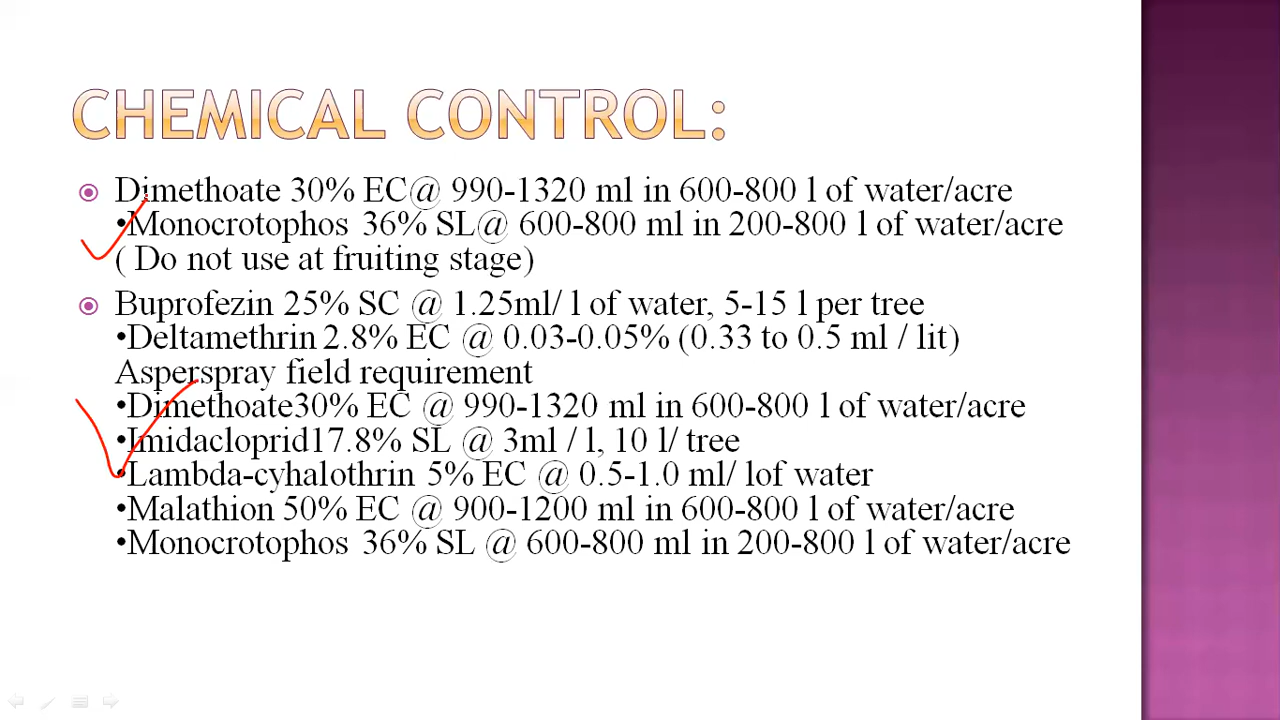 CHEMICAL CONTROL:
Dimethoate 30% EC@ 990-1320 ml in 600-800 l of water/acre
•Monocrotophos 36% SL@ 600-800 ml in 200-800 l of water/acre
( Do not use at fruiting stage)
Buprofezin 25% SC @ 1.25ml/ l of water, 5-15 l per tree
•Deltamethrin 2.8% EC @ 0.03-0.05% (0.33 to 0.5 ml / lit)
Asperspray field requirement
•Dimethoate30% EC @ 990-1320 ml in 600-800 l of water/acre
•Imidacloprid17.8% SL @ 3ml / l, 10 l/ tree
•Lambda-cyhalothrin 5% EC @ 0.5-1.0 ml/ lof water
•Malathion 50% EC @ 900-1200 ml in 600-800 l of water/acre
•Monocrotophos 36% SL @ 600-800 ml in 200-800 l of water/acre